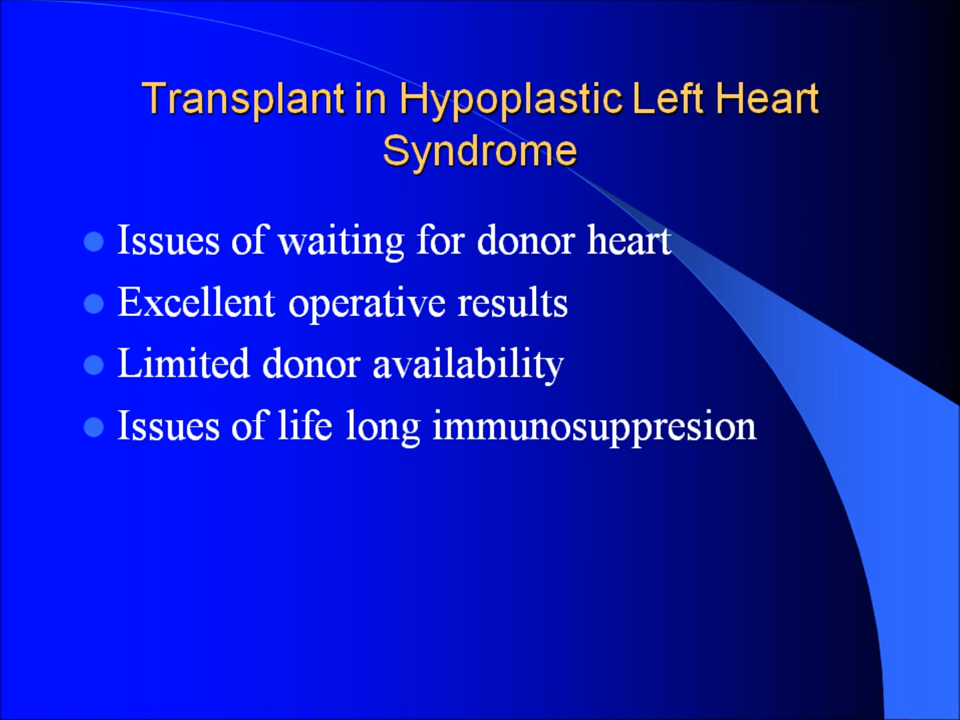 Transplant in Hypoplastic Left Heart
Syndrome
Issues of waiting for donor heart
Excellent operative results
Limited donor availability
Issues of life long immunosuppresion